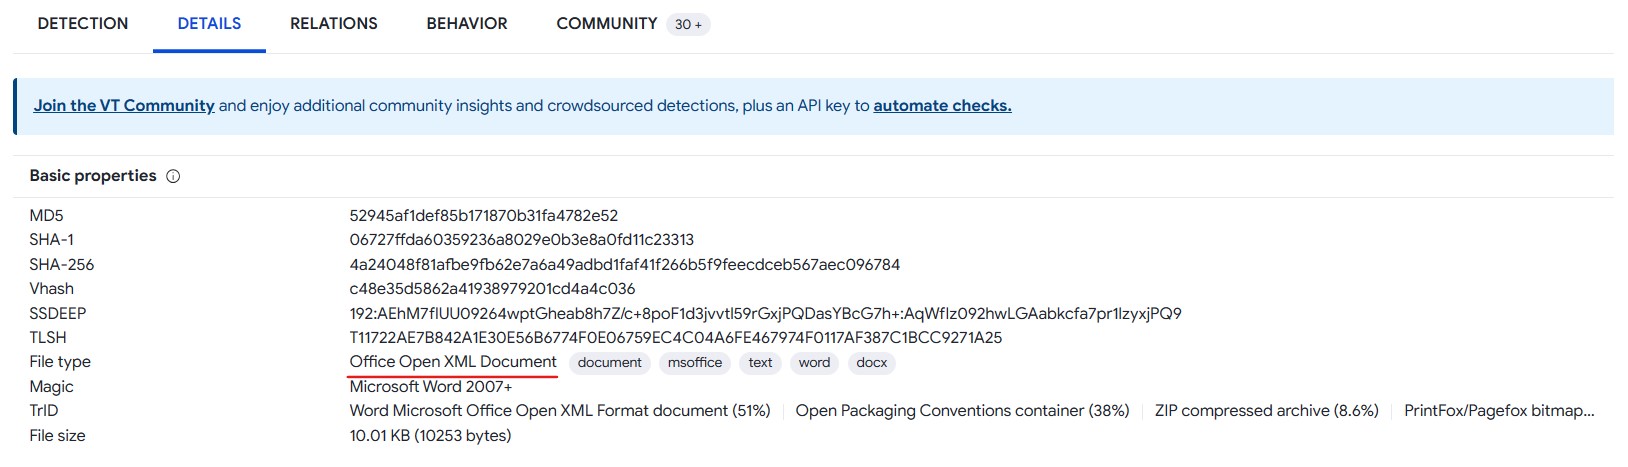 DETECTION DETAILS RELATIONS BEHAVIOR COMMUNITY 30 +
Join the VT Community and enjoy additional community insights and crowdsourced detections, plus an API key to automate checks.
Basic properties
MD5 52945af1def85b171870b31fa4782e52
SHA-1 06727ffda60359236a8029e0b3e8a0fd11c23313
SHA-256 4a24048f81afbe9fb62e7a6a49adbd1faf41f266b5f9feecdceb567aec096784
Vhash c48e35d5862a41938979201cd4a4c036
SSDEEP 192:AEhM7fIUU09264wptGheab8h7Z/c+8poF1d3jvvtl59rGxjPQDasYBcG7h+:AqWfIz092hwLGAabkcfa7pr1lzyxjPQ9
TLSH T11722AE7B842A1E30E56B6774F0E06759EC4C04A6FE467974F0117AF387C1BCC9271A25
File type Office Open XML Document document msoffice text word docx
Magic Microsoft Word 2007+
TrID Word Microsoft Office Open XML Format document (51%) Open Packaging Conventions container (38%) ZIP compressed archive (8.6%) PrintFox/Pagefox bitmap...
File size 10.01 KB (10253 bytes)